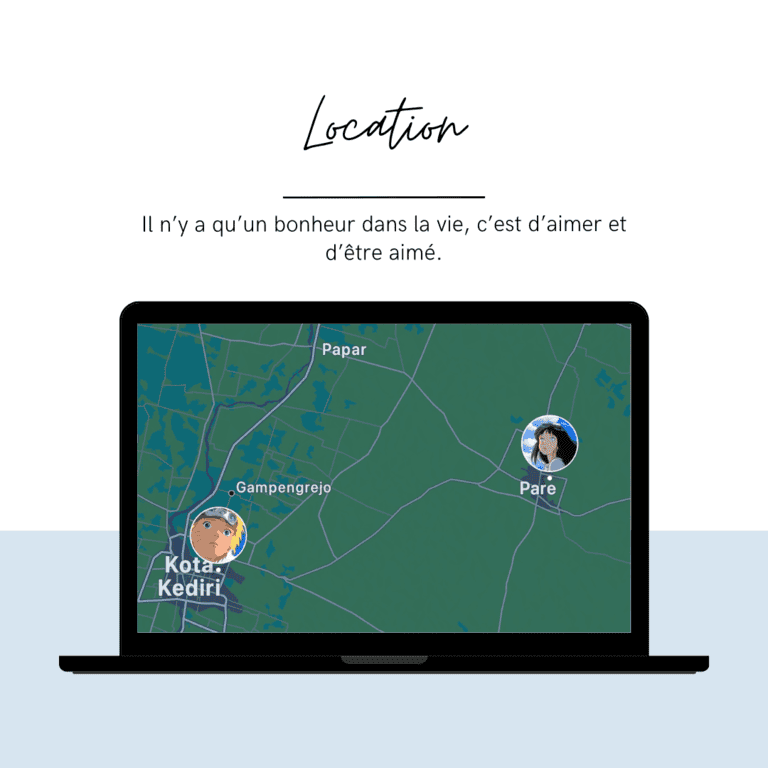 Location
Il n’y a qu’un bonheur dans la vie, c’est d’aimer et
d’être aimé.
Papar
Pare
Gampengrejo
Kota
Kediri